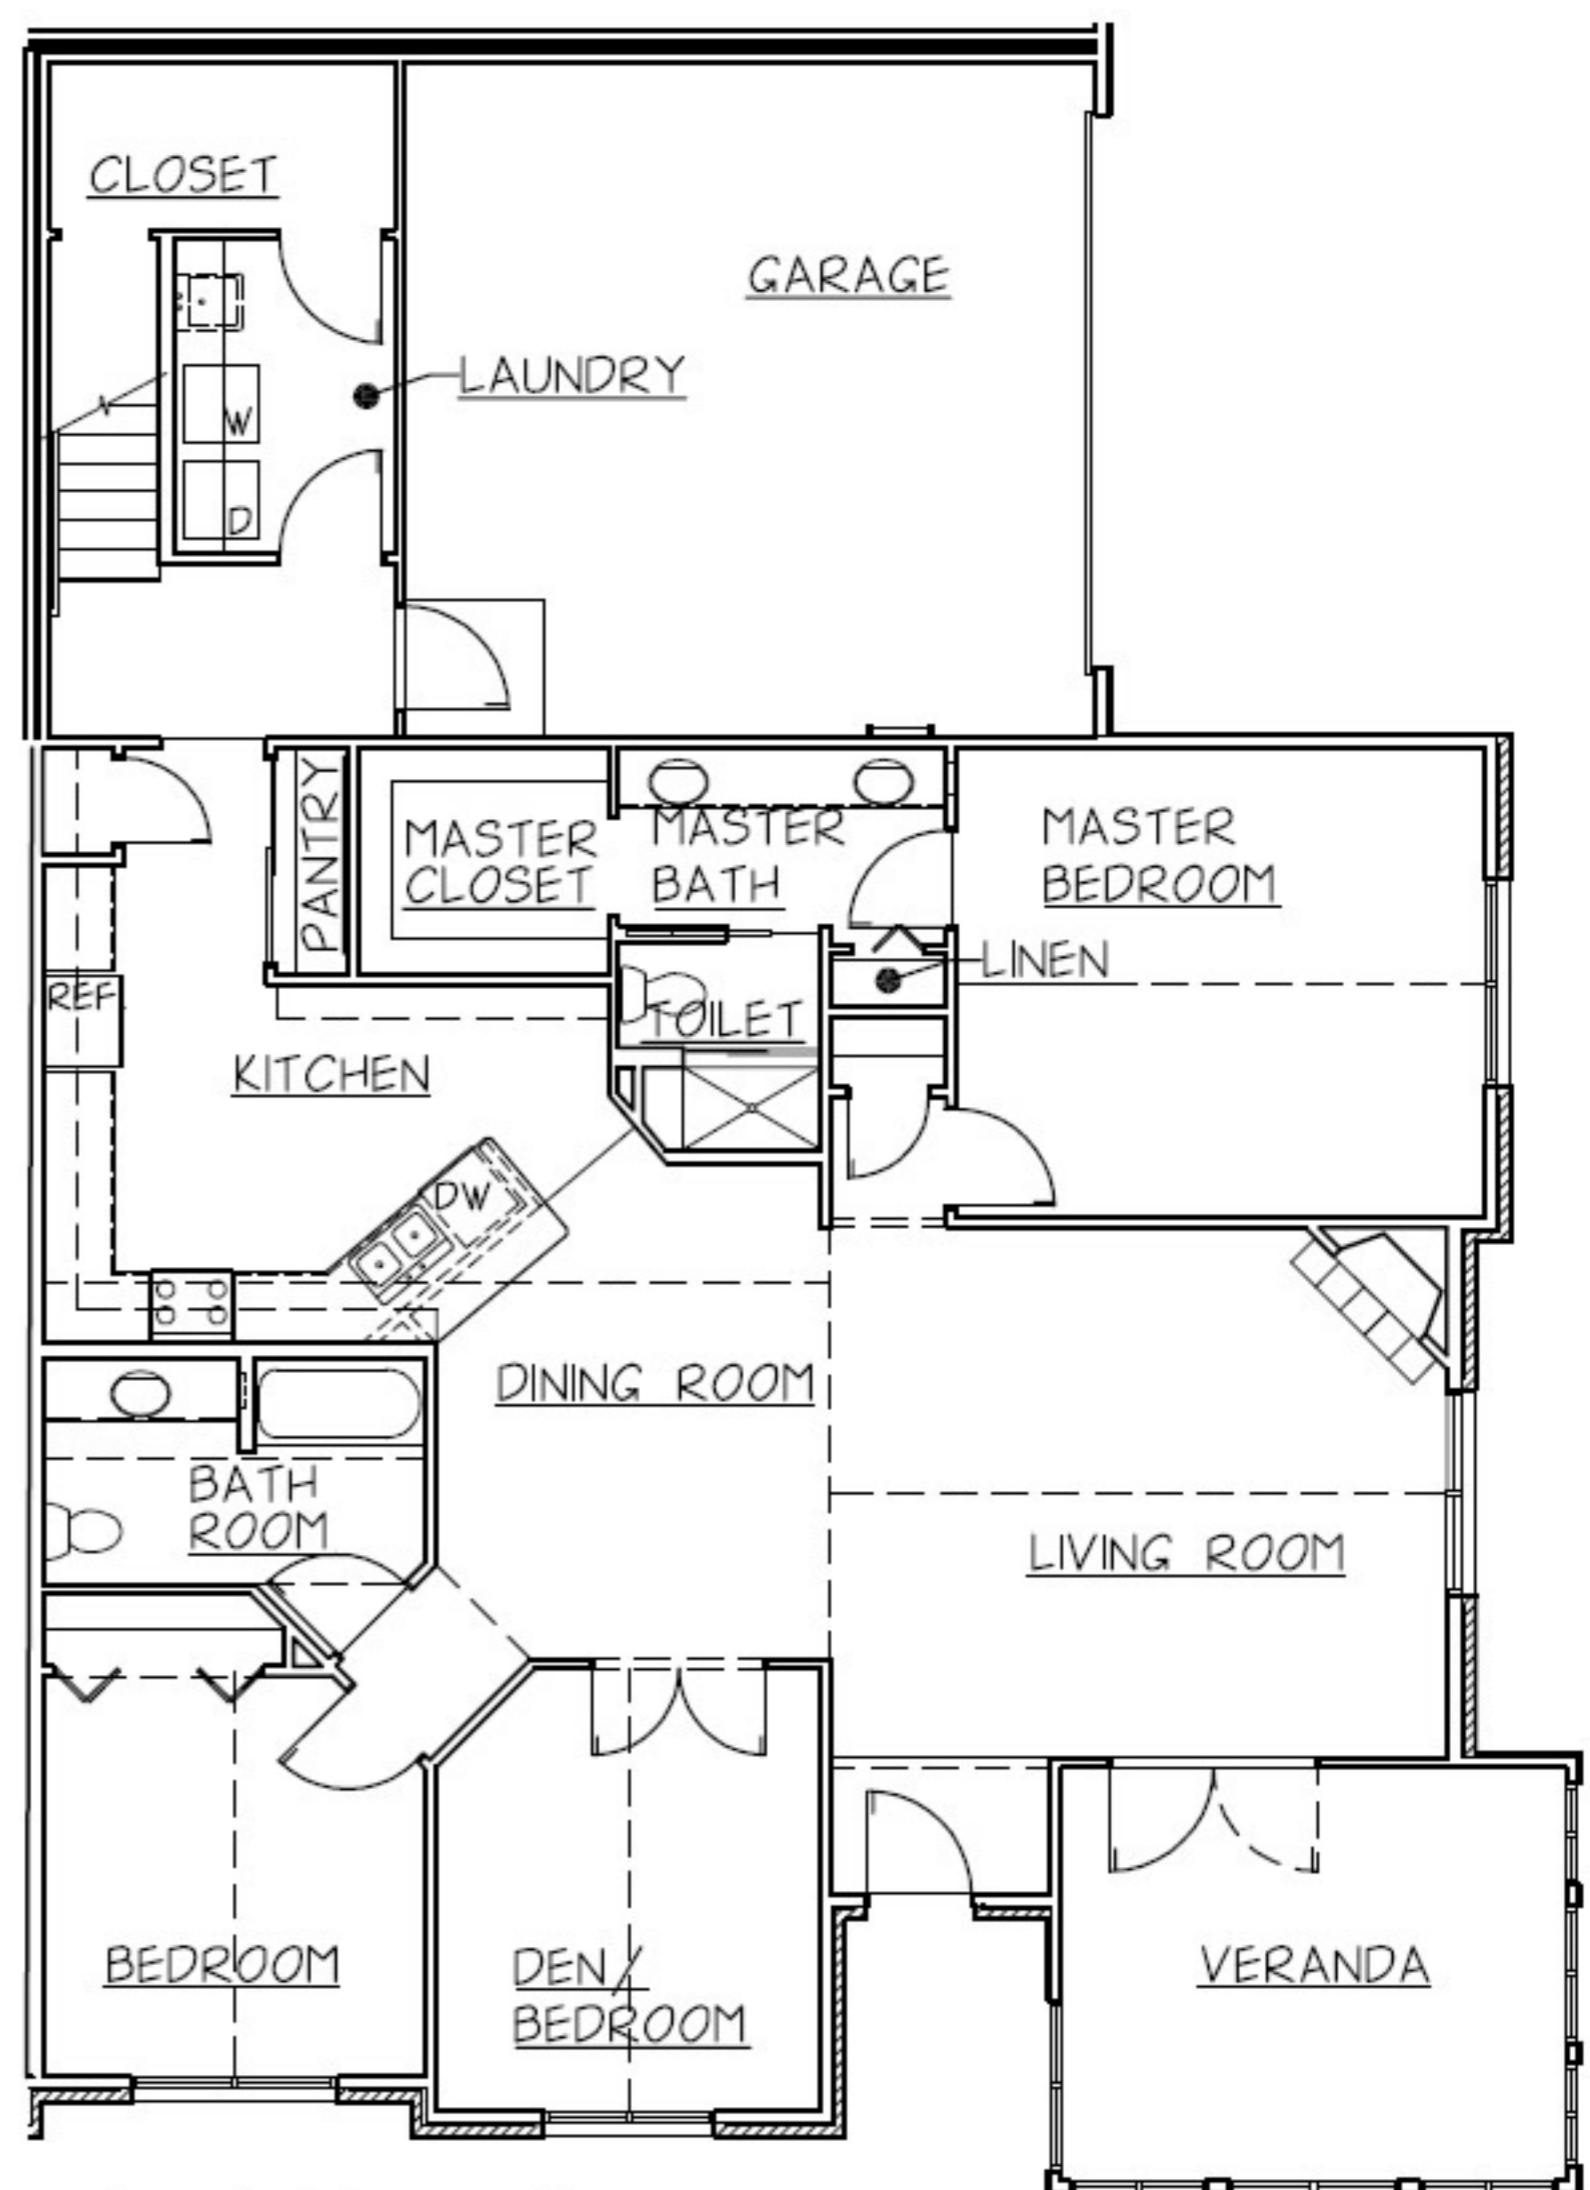 CLOSET
GARAGE
LAUNDRY
W
D
PANTRY
MASTER
CLOSET
MASTER
BATH
MASTER
BEDROOM
LINEN
REF
TOILET
KITCHEN
DW
DINING ROOM
BATH
ROOM
LIVING ROOM
BEDROOM
DEN/
BEDROOM
VERANDA